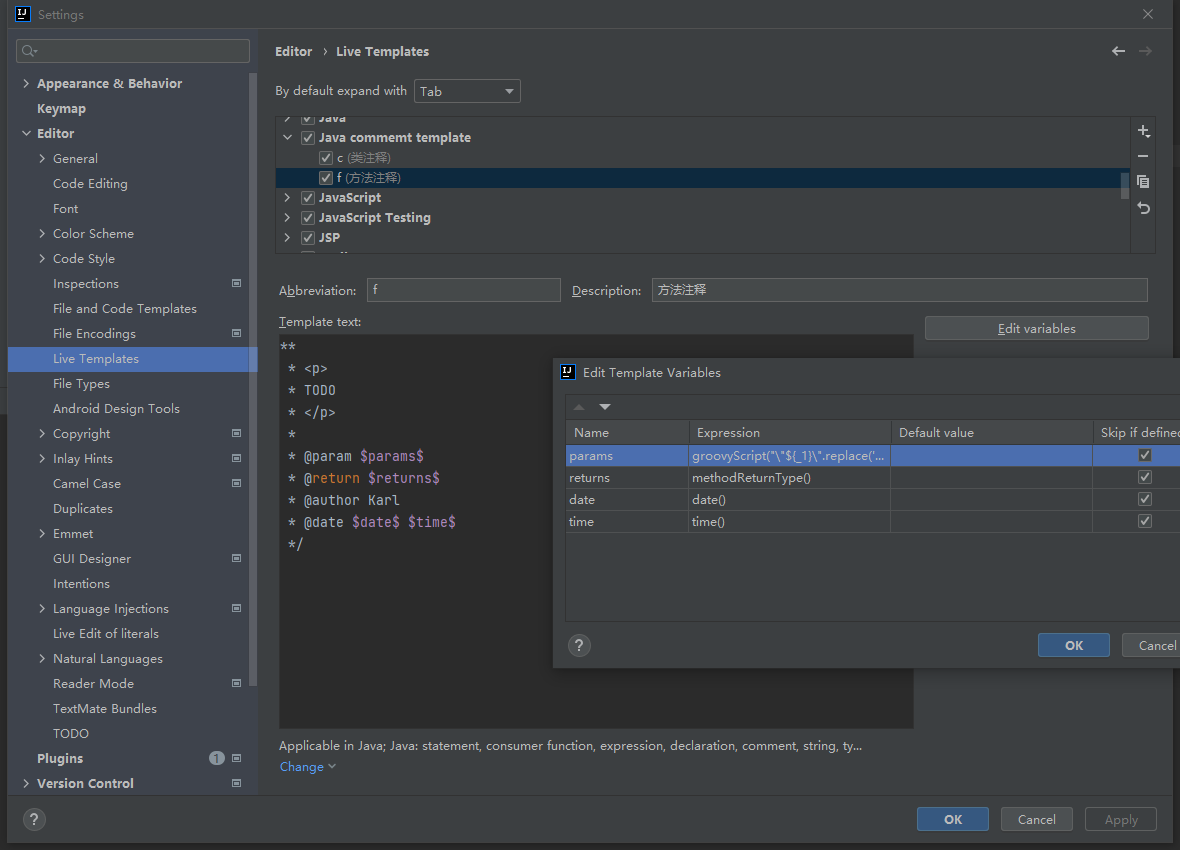 Settings
Editor › Live Templates
By default expand with Tab
Appearance & Behavior
Keymap
Editor
General
Code Editing
Font
Color Scheme
Code Style
Inspections
File and Code Templates
File Encodings
Live Templates
File Types
Android Design Tools
Copyright
Inlay Hints
Camel Case
Duplicates
Emmet
GUI Designer
Intentions
Language Injections
Live Edit of literals
Natural Languages
Reader Mode
TextMate Bundles
TODO
Plugins 1
Version Control
Java
Java commemt template
c (类注释)
f (方法注释)
JavaScript
JavaScript Testing
JSP
Abbreviation: f
Description: 方法注释
Template text:
Edit variables
**
* <p>
* TODO
* </p>
*
* @param $params$
* @return $returns$
* @author Karl
* @date $date$ $time$
*/
Edit Template Variables
Name Expression Default value Skip if defined
params groovyScript("\"${_1}\".replace('...
returns methodReturnType()
date date()
time time()
?
OK
Cancel
Applicable in Java; Java: statement, consumer function, expression, declaration, comment, string, ty...
Change
?
OK
Cancel
Apply